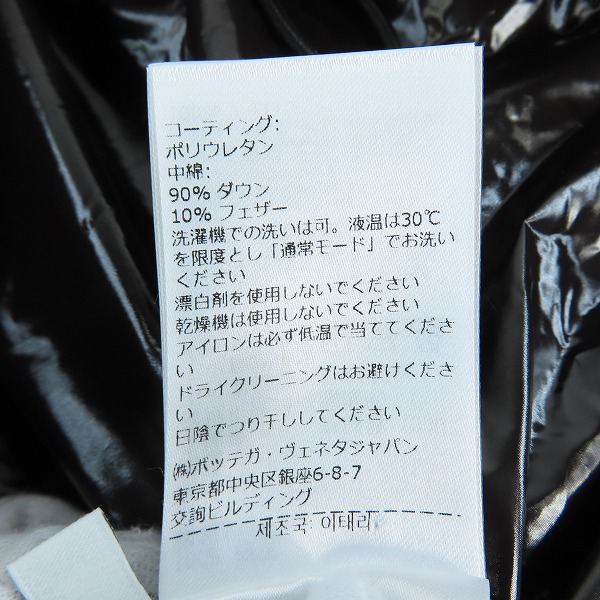 コーティング:
ポリウレタン
中綿:
90% ダウン
10% フェザー
洗濯機での洗いは可。液温は30℃
を限度とし「通常モード」でお洗い
ください
漂白剤を使用しないでください
乾燥機は使用しないでください
アイロンは必ず低温で当ててくださ
い
ドライクリーニングはお避けくださ
い
日陰でつり干ししてください
㈱ボッテガ・ヴェネタジャパン
東京都中央区銀座6-8-7
交詢ビルディング
제조국: 이태리